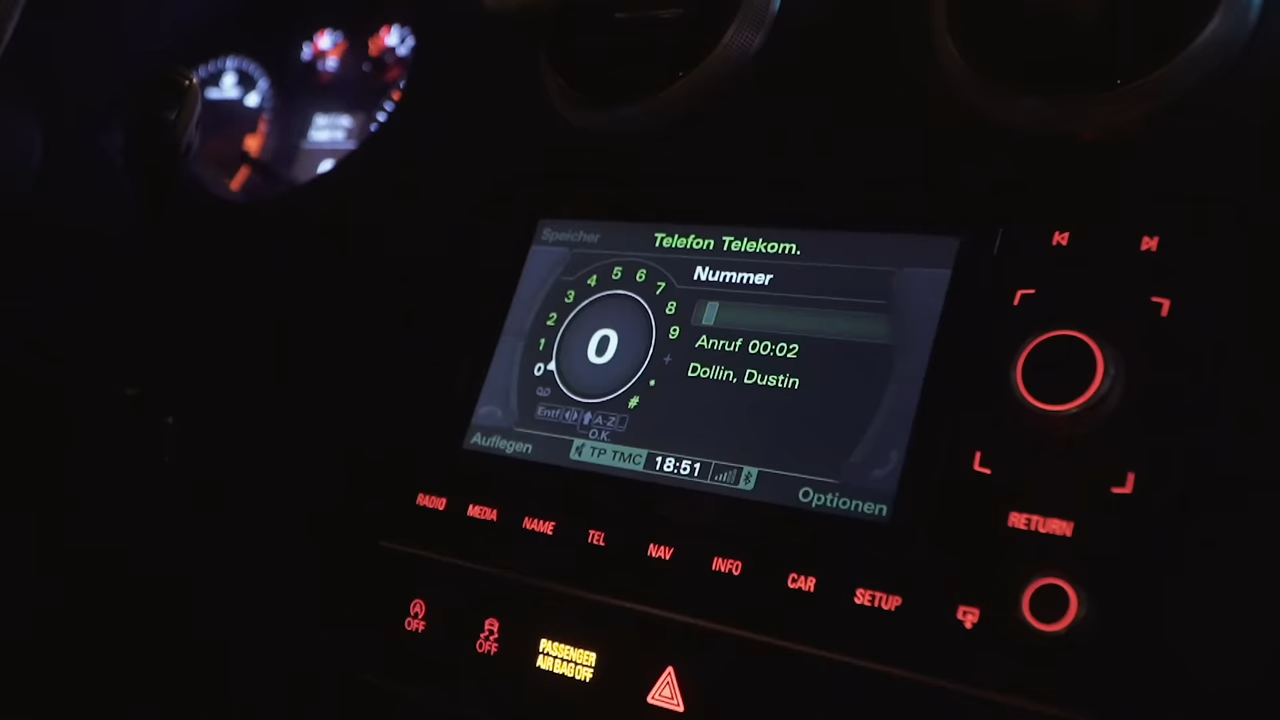 Speicher
Telefon Telekom.
Nummer
5
6
4
7
3
8
2
9
1
+
0
0
.
#
Anruf 00:02
Dollin, Dustin
Entf
A-Z
O.K.
Auflegen
TP TMC
18:51
Optionen
RADIO MEDIA NAME TEL NAV INFO CAR SETUP
RETURN
A
OFF
OFF
PASSENGER
AIR BAG OFF